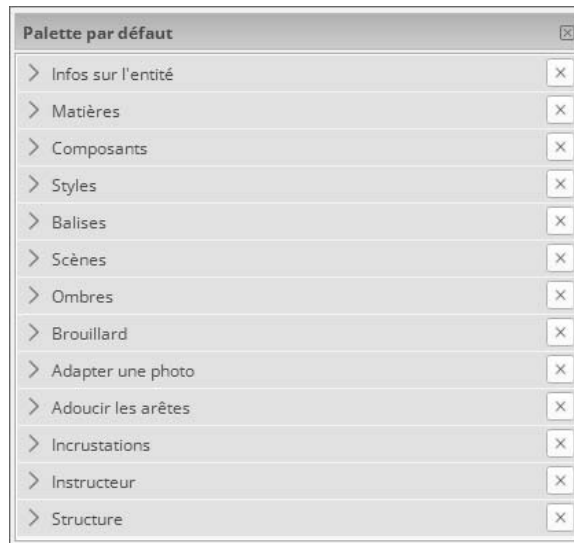 Palette par défaut
Infos sur l'entité
Matières
Composants
Styles
Balises
Scènes
Ombres
Brouillard
Adapter une photo
Adoucir les arêtes
Incrustations
Instructeur
Structure